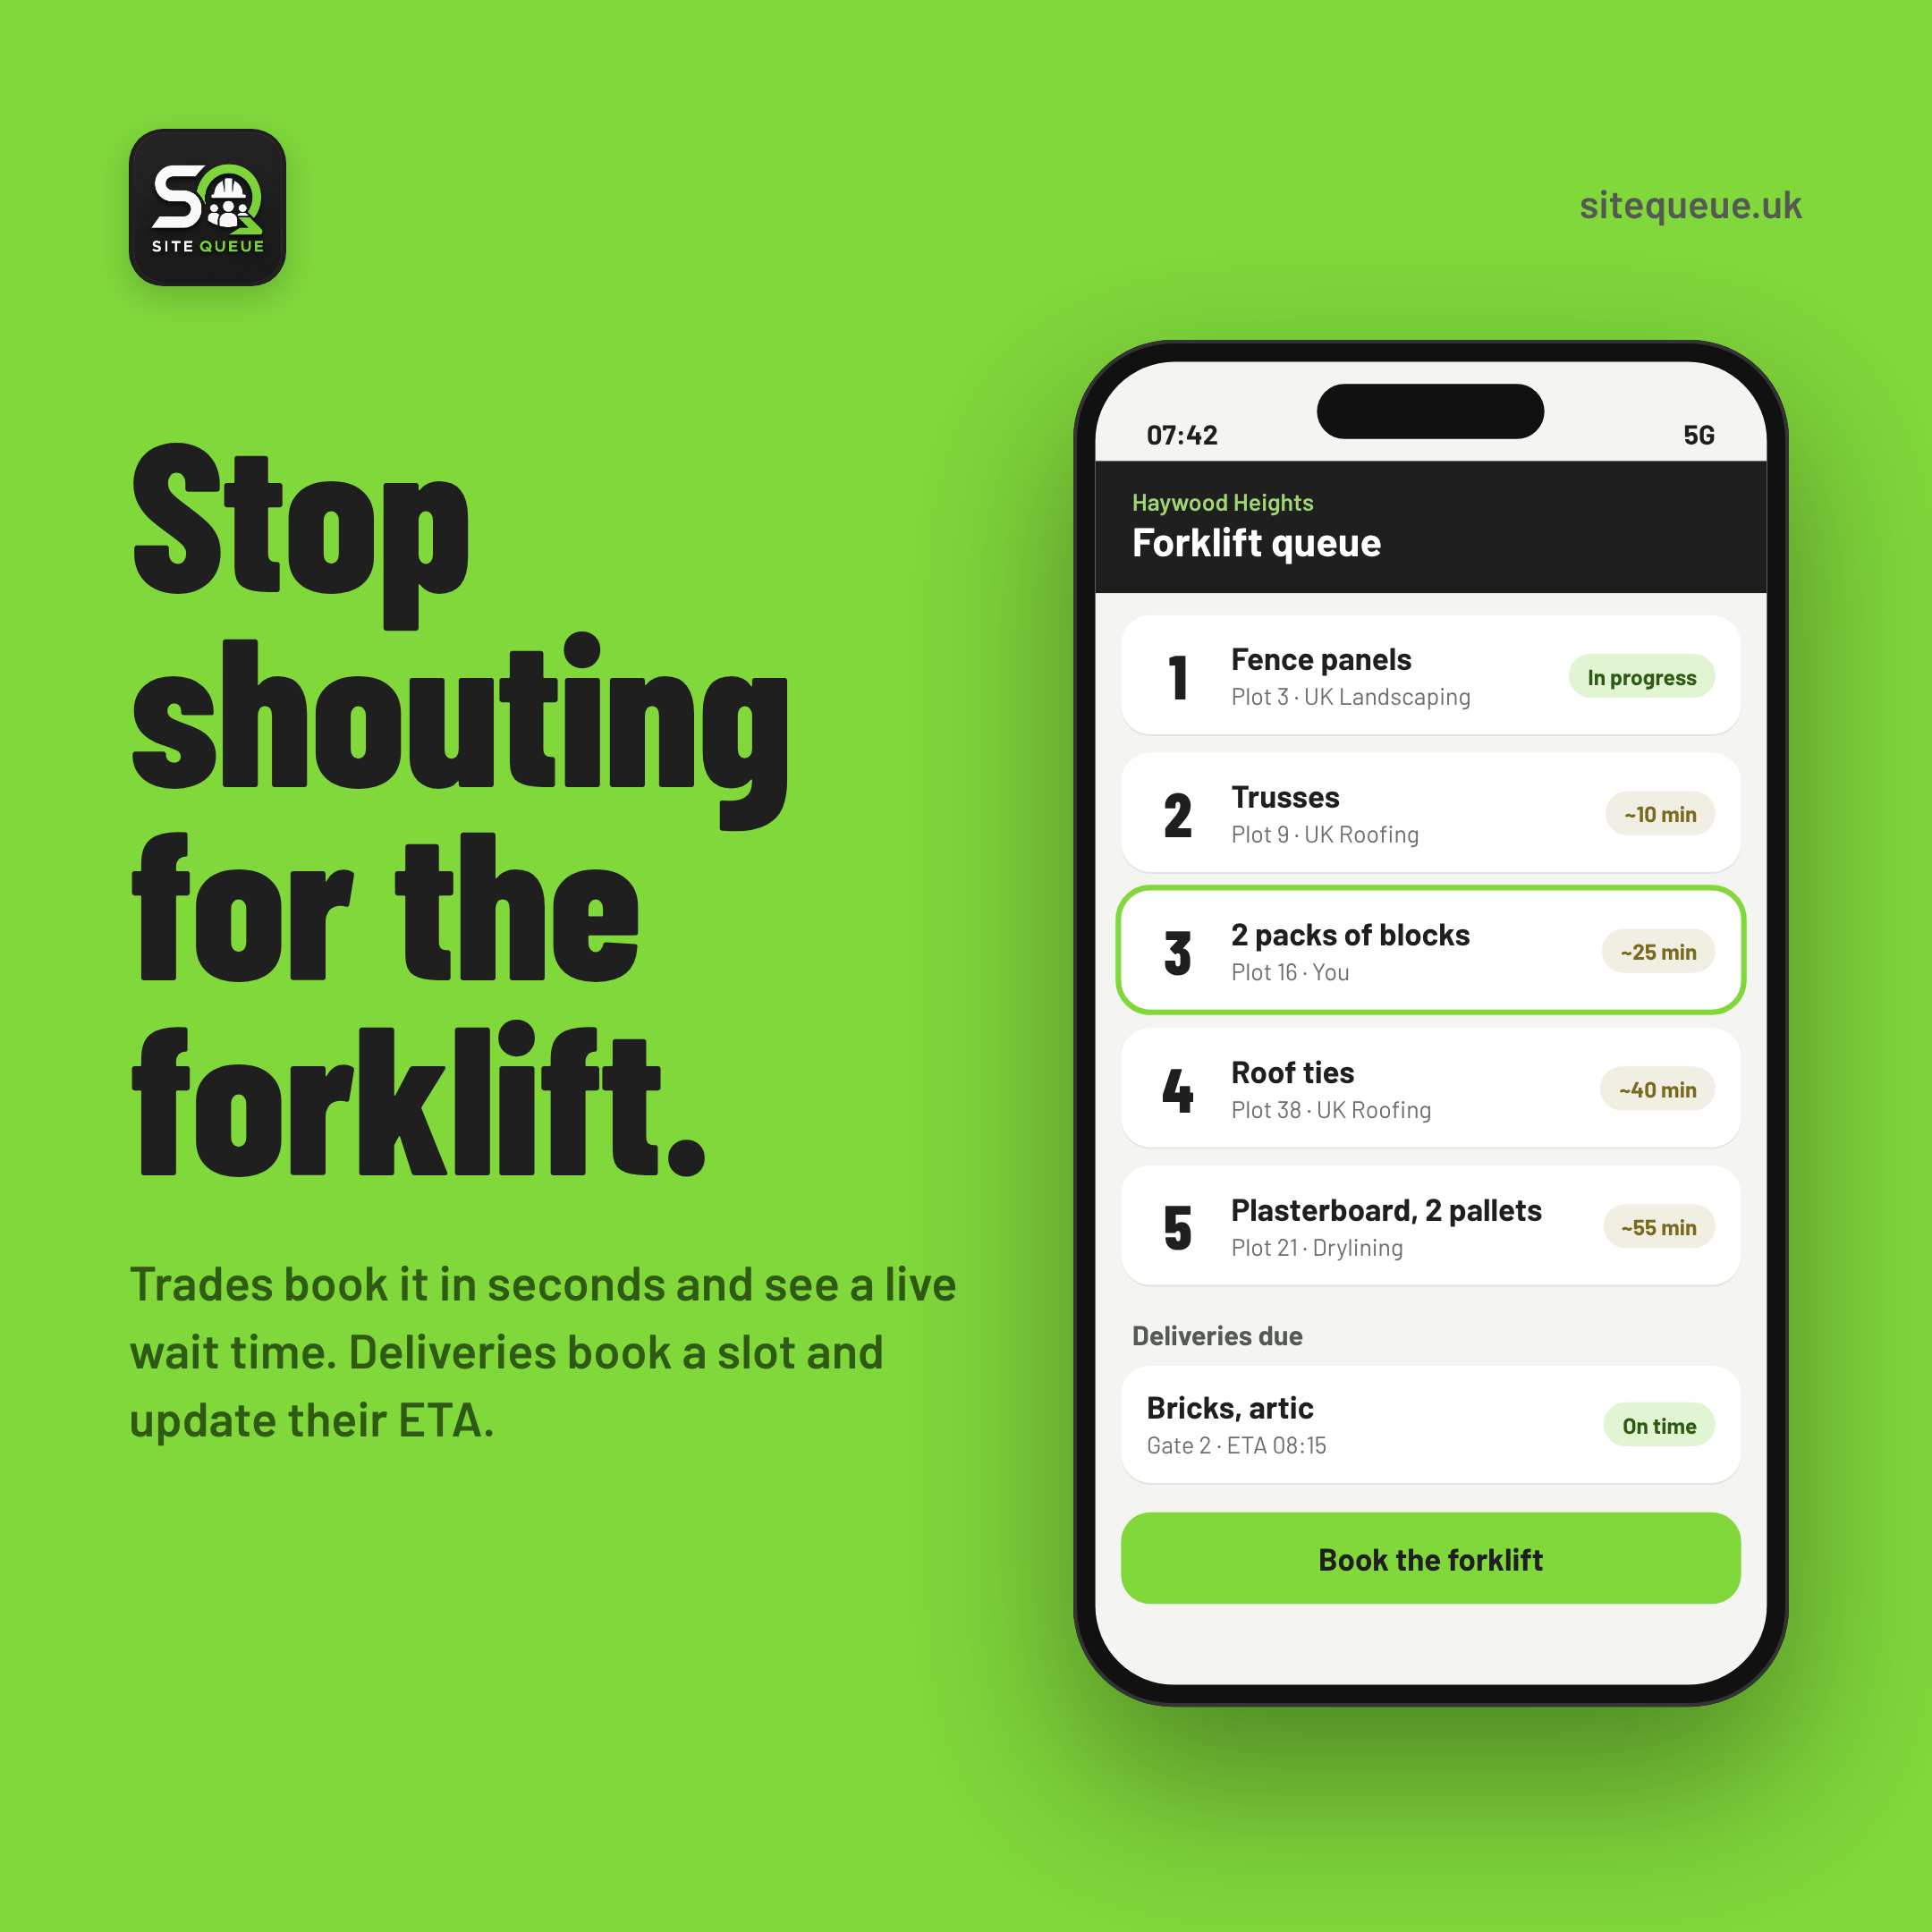 SQ
SITE QUEUE
sitequeue.uk
Stop
shouting
for the
forklift.
Trades book it in seconds and see a live
wait time. Deliveries book a slot and
update their ETA.
07:42
5G
Haywood Heights
Forklift queue
1
Fence panels
Plot 3 · UK Landscaping
In progress
2
Trusses
Plot 9 · UK Roofing
~10 min
3
2 packs of blocks
Plot 16 · You
~25 min
4
Roof ties
Plot 38 · UK Roofing
~40 min
5
Plasterboard, 2 pallets
Plot 21 · Drylining
~55 min
Deliveries due
Bricks, artic
Gate 2 · ETA 08:15
On time
Book the forklift